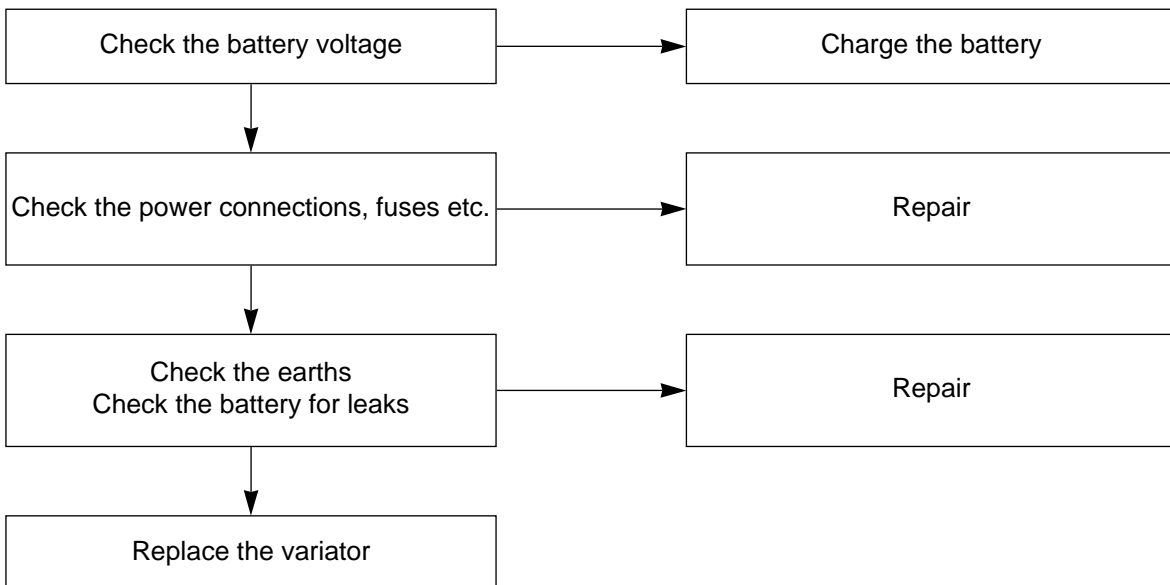 Check the battery voltage
Charge the battery
Check the power connections, fuses etc.
Repair
Check the earths
Check the battery for leaks
Repair
Replace the variator